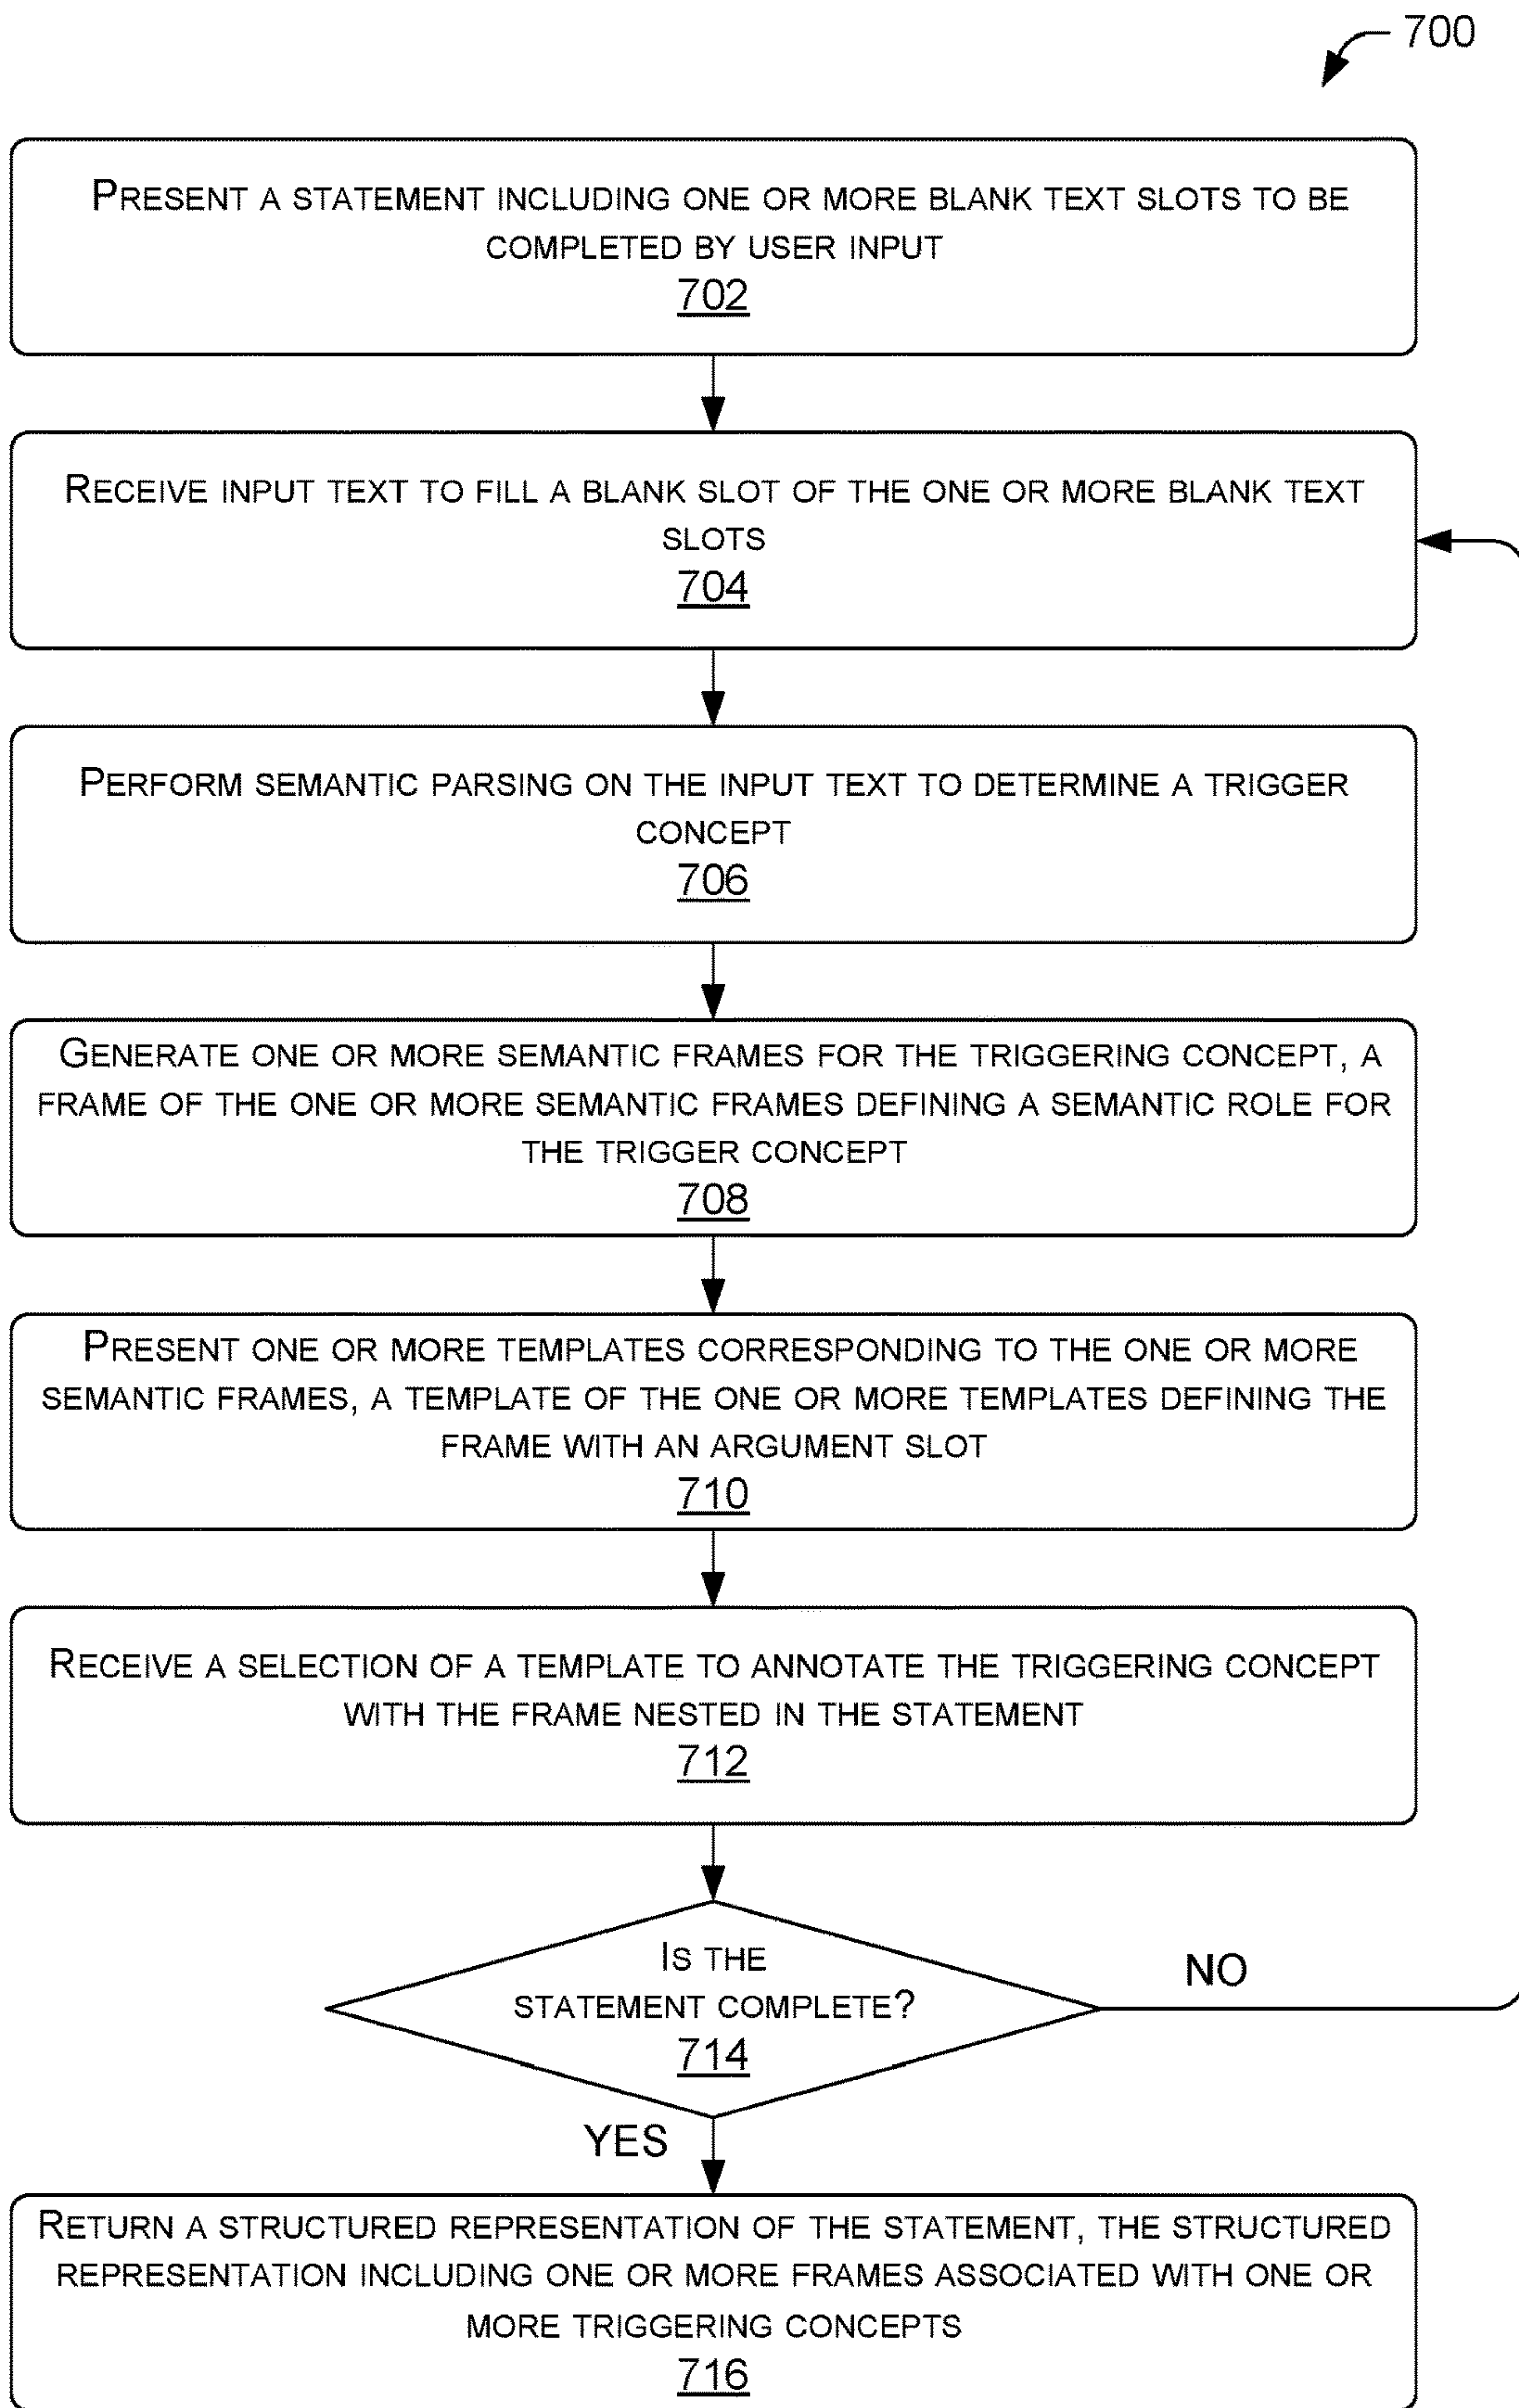 700
PRESENT A STATEMENT INCLUDING ONE OR MORE BLANK TEXT SLOTS TO BE
COMPLETED BY USER INPUT
702
RECEIVE INPUT TEXT TO FILL A BLANK SLOT OF THE ONE OR MORE BLANK TEXT
SLOTS
704
PERFORM SEMANTIC PARSING ON THE INPUT TEXT TO DETERMINE A TRIGGER
CONCEPT
706
GENERATE ONE OR MORE SEMANTIC FRAMES FOR THE TRIGGERING CONCEPT, A
FRAME OF THE ONE OR MORE SEMANTIC FRAMES DEFINING A SEMANTIC ROLE FOR
THE TRIGGER CONCEPT
708
PRESENT ONE OR MORE TEMPLATES CORRESPONDING TO THE ONE OR MORE
SEMANTIC FRAMES, A TEMPLATE OF THE ONE OR MORE TEMPLATES DEFINING THE
FRAME WITH AN ARGUMENT SLOT
710
RECEIVE A SELECTION OF A TEMPLATE TO ANNOTATE THE TRIGGERING CONCEPT
WITH THE FRAME NESTED IN THE STATEMENT
712
IS THE
STATEMENT COMPLETE?
714
NO
YES
RETURN A STRUCTURED REPRESENTATION OF THE STATEMENT, THE STRUCTURED
REPRESENTATION INCLUDING ONE OR MORE FRAMES ASSOCIATED WITH ONE OR
MORE TRIGGERING CONCEPTS
716